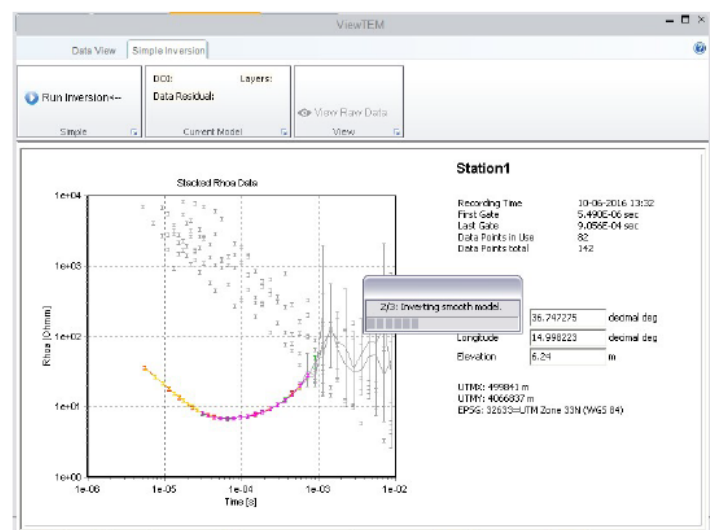 ViewTEM
Data View Simple Inversion
Run Inversion<--
DOI: Layers:
Data Residual:
View Raw Data
Simple Current Model View
Station1
Stacked Rhoa Data
Recording Time 10-06-2016 13:32
First Gate 5.490E-06 sec
Last Gate 9.056E-04 sec
Data Points in Use 82
Data Points total 142
1e+04
1e+03
1e+02
1e+01
1e+00
Rhoa [Ohmm]
1e-06 1e-05 1e-04 1e-03 1e-02
Time [s]
2/3: Inverting smooth model.
36.747275 decimal deg
Longitude 14.998223 decimal deg
Elevation 6.24 m
UTMX: 499841 m
UTMY: 4066837 m
EPSG: 32633=UTM Zone 33N (WGS 84)